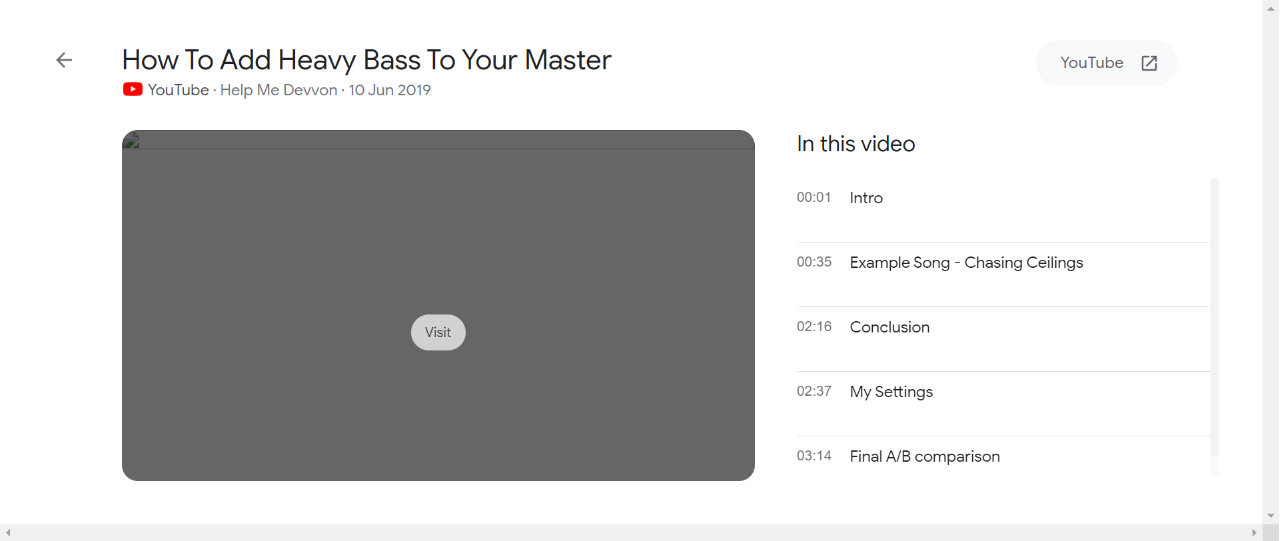 How To Add Heavy Bass To Your Master
YouTube · Help Me Devvon · 10 Jun 2019
YouTube
Visit
In this video
00:01 Intro
00:35 Example Song - Chasing Ceilings
02:16 Conclusion
02:37 My Settings
03:14 Final A/B comparison